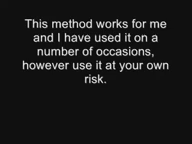 This method works for me
and I have used it on a
number of occasions,
however use it at your own
risk.